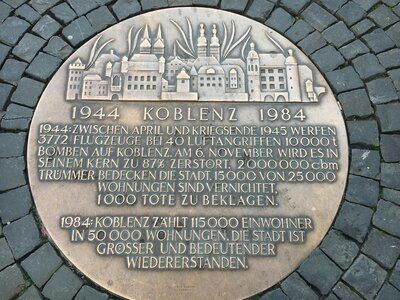 1944 KOBLENZ 1984
1944: ZWISCHEN APRIL UND KRIEGSENDE 1945 WERFEN
3772 FLUGZEUGE BEI 40 LUFTANGRIFFEN 10000 t
BOMBEN AUF KOBLENZ. AM 6. NOVEMBER WIRD ES IN
SEINEM KERN ZU 87% ZERSTÖRT. 2000000 cbm
TRÜMMER BEDECKEN DIE STADT. 15000 VON 25000
WOHNUNGEN SIND VERNICHTET.
1000 TOTE ZU BEKLAGEN.
1984: KOBLENZ ZÄHLT 115000 EINWOHNER
IN 50000 WOHNUNGEN. DIE STADT IST
GRÖSSER UND BEDEUTENDER
WIEDERERSTANDEN.